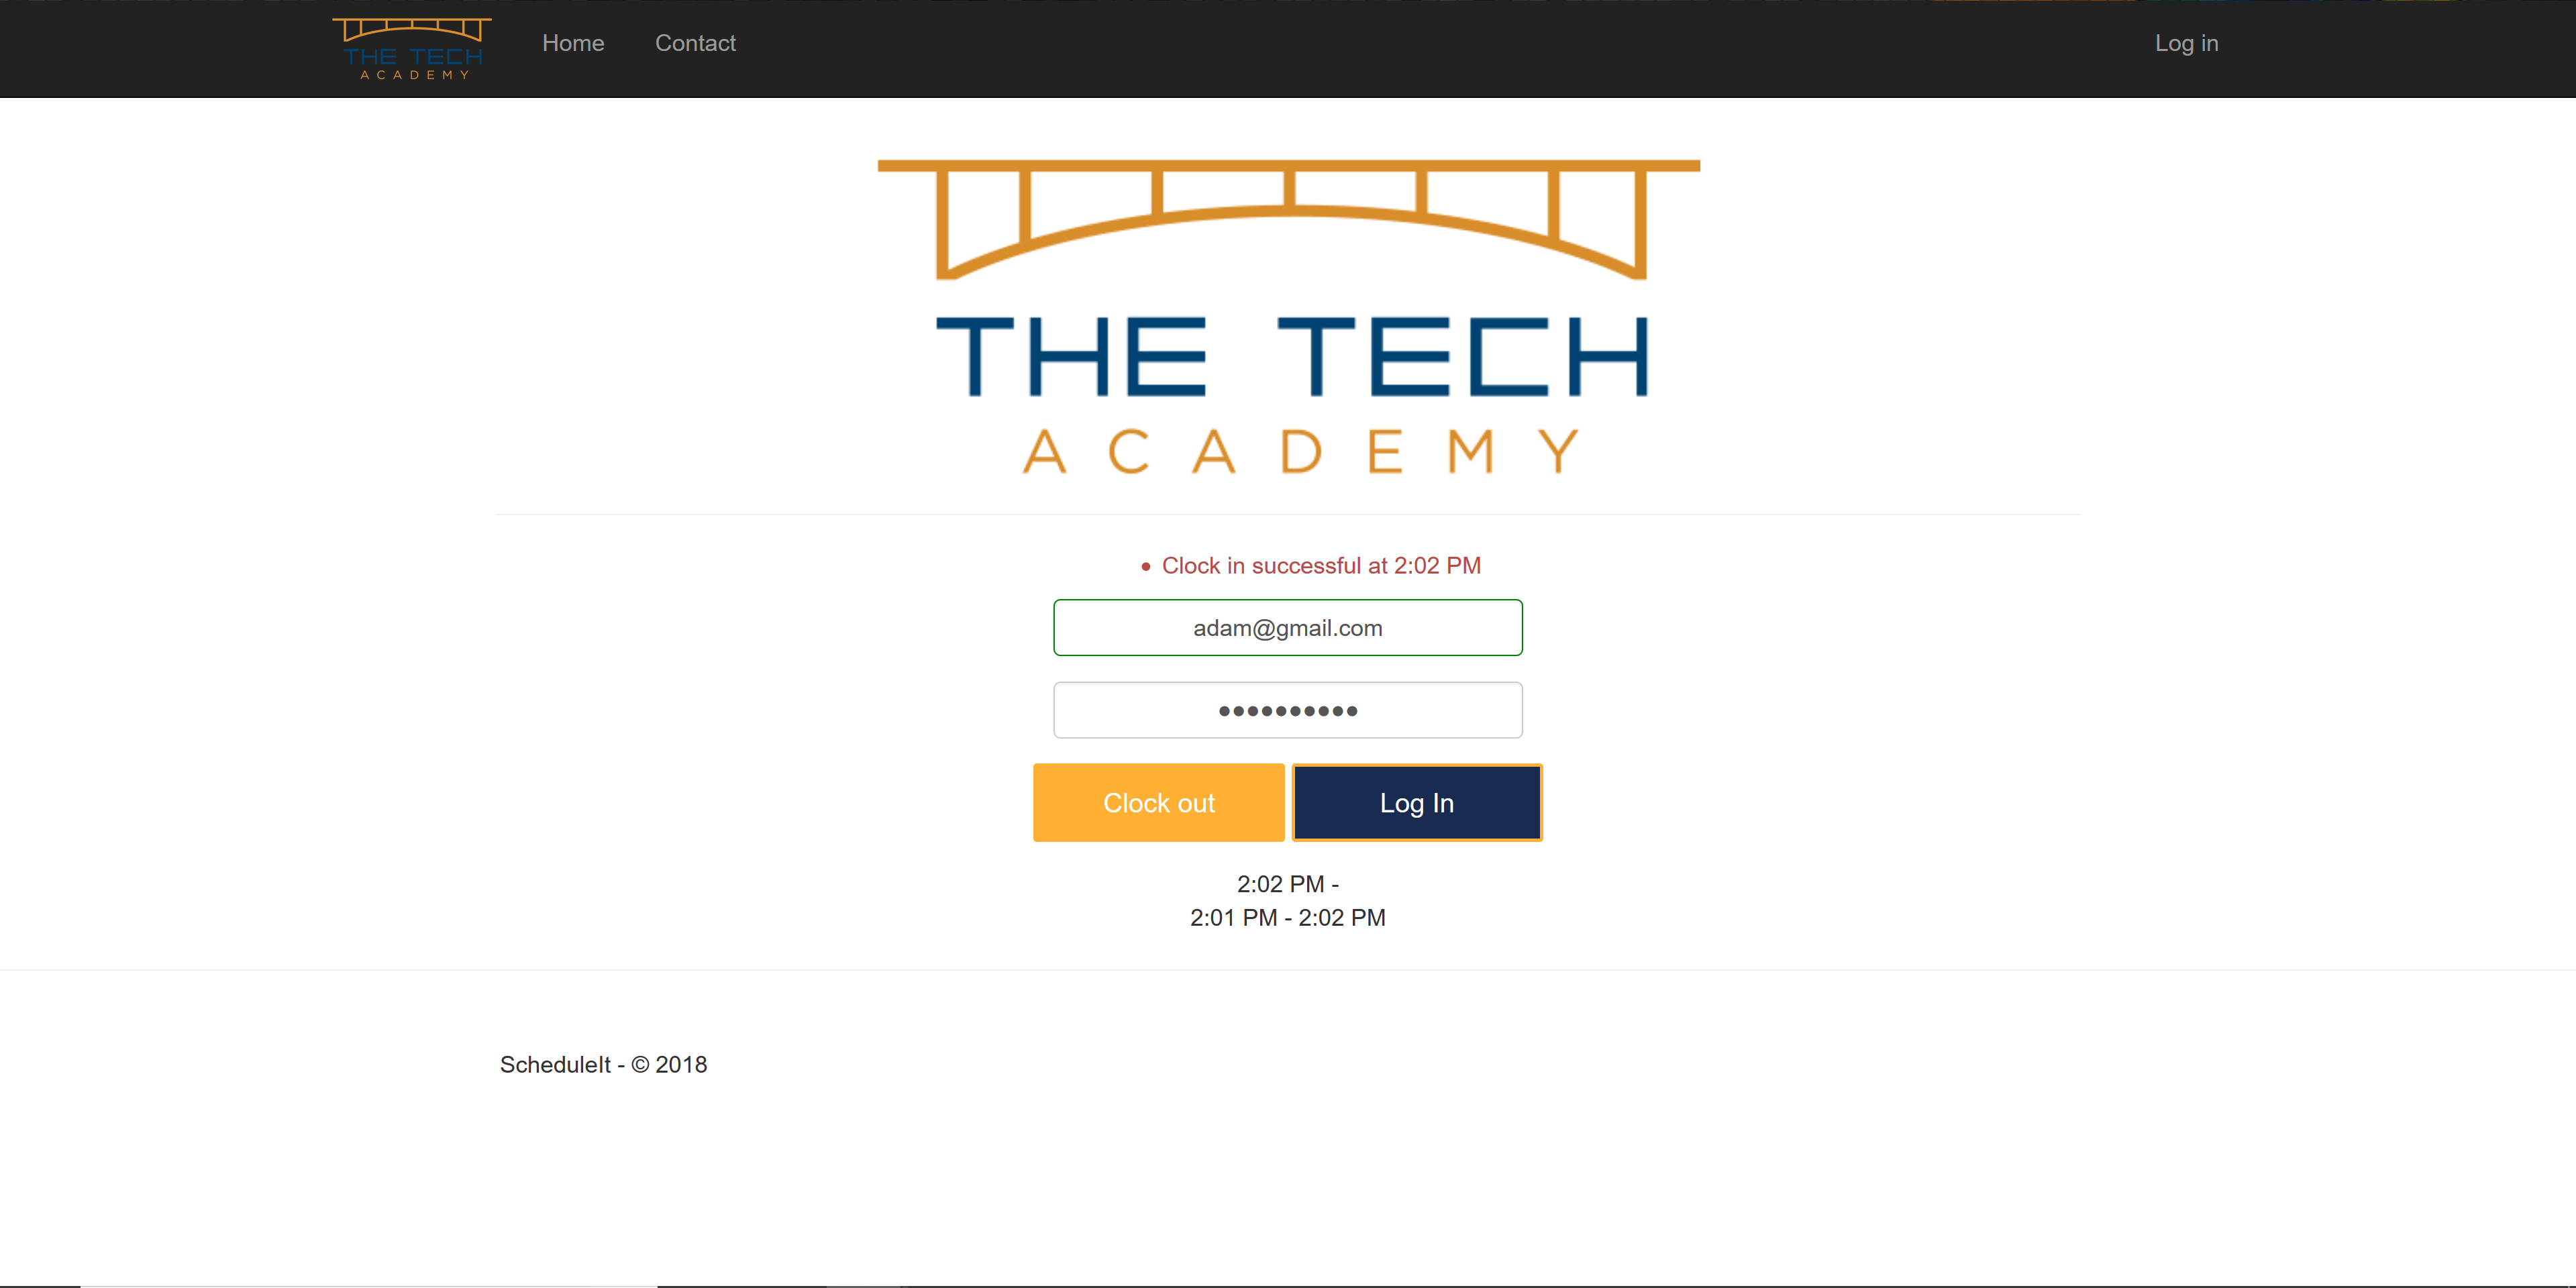 THE TECH
ACADEMY
Home Contact Log in
THE TECH
ACADEMY
• Clock in successful at 2:02 PM
adam@gmail.com
••••••••••
Clock out Log In
2:02 PM -
2:01 PM - 2:02 PM
ScheduleIt - © 2018